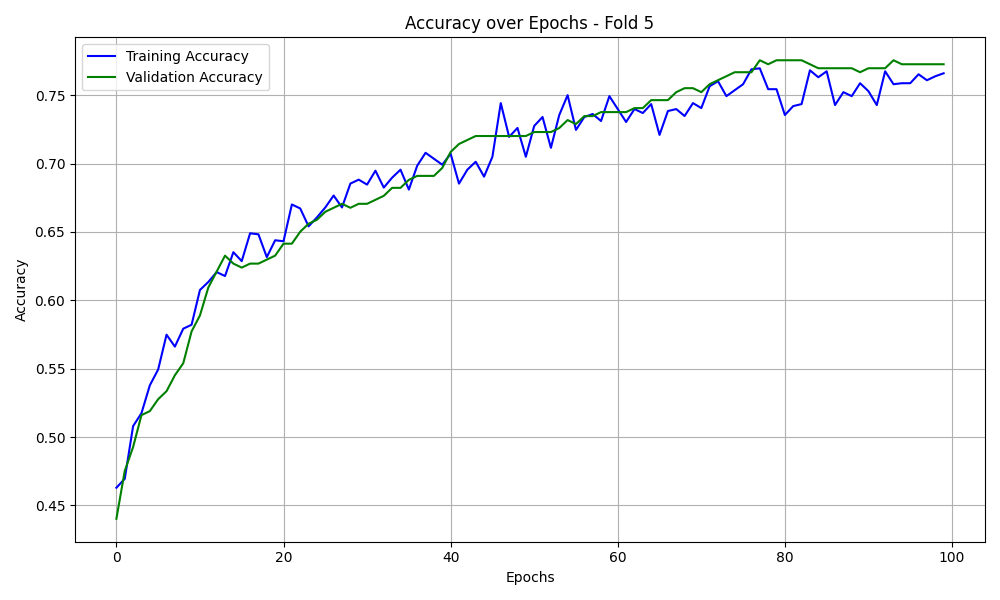 Accuracy over Epochs - Fold 5
Training Accuracy
Validation Accuracy
Accuracy
0.75
0.70
0.65
0.60
0.55
0.50
0.45
0 20 40 60 80 100
Epochs